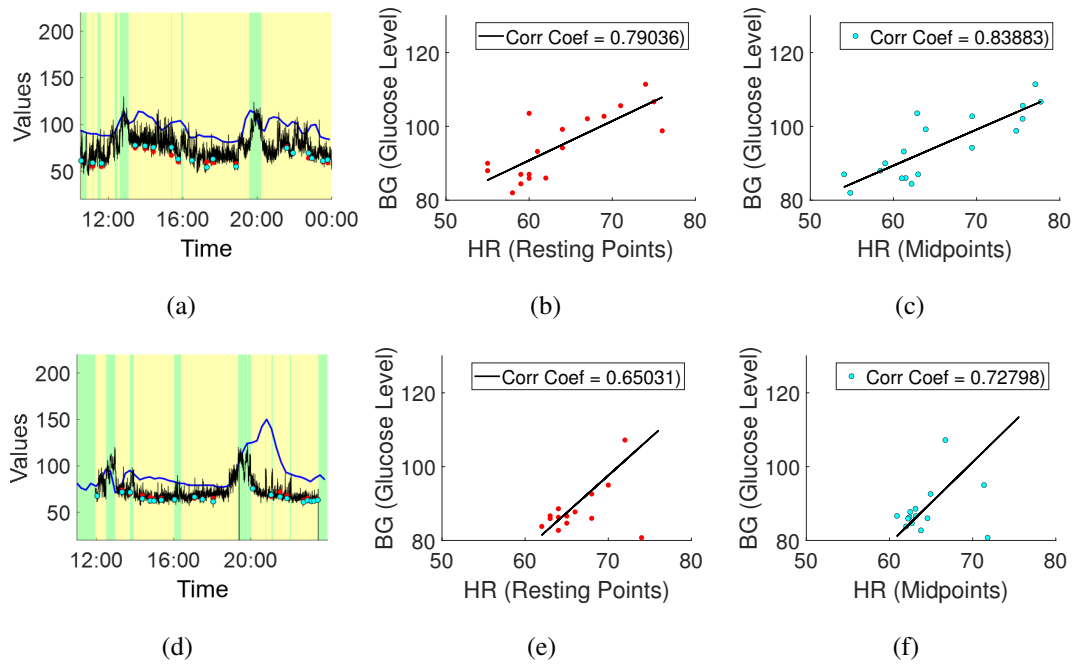 200
150
100
50
Values
12:00
16:00
20:00
00:00
Time
(a)
BG (Glucose Level)
120
100
80
Corr Coef = 0.79036)
50
60
70
80
HR (Resting Points)
(b)
BG (Glucose Level)
120
100
80
Corr Coef = 0.83883)
50
60
70
80
HR (Midpoints)
(c)
200
150
100
50
Values
12:00
20:00
Time
(d)
BG (Glucose Level)
120
100
80
Corr Coef = 0.65031)
40
50
60
70
80
HR (Resting Points)
(e)
BG (Glucose Level)
120
100
80
Corr Coef = 0.72798)
50
60
70
80
HR (Midpoints)
(f)